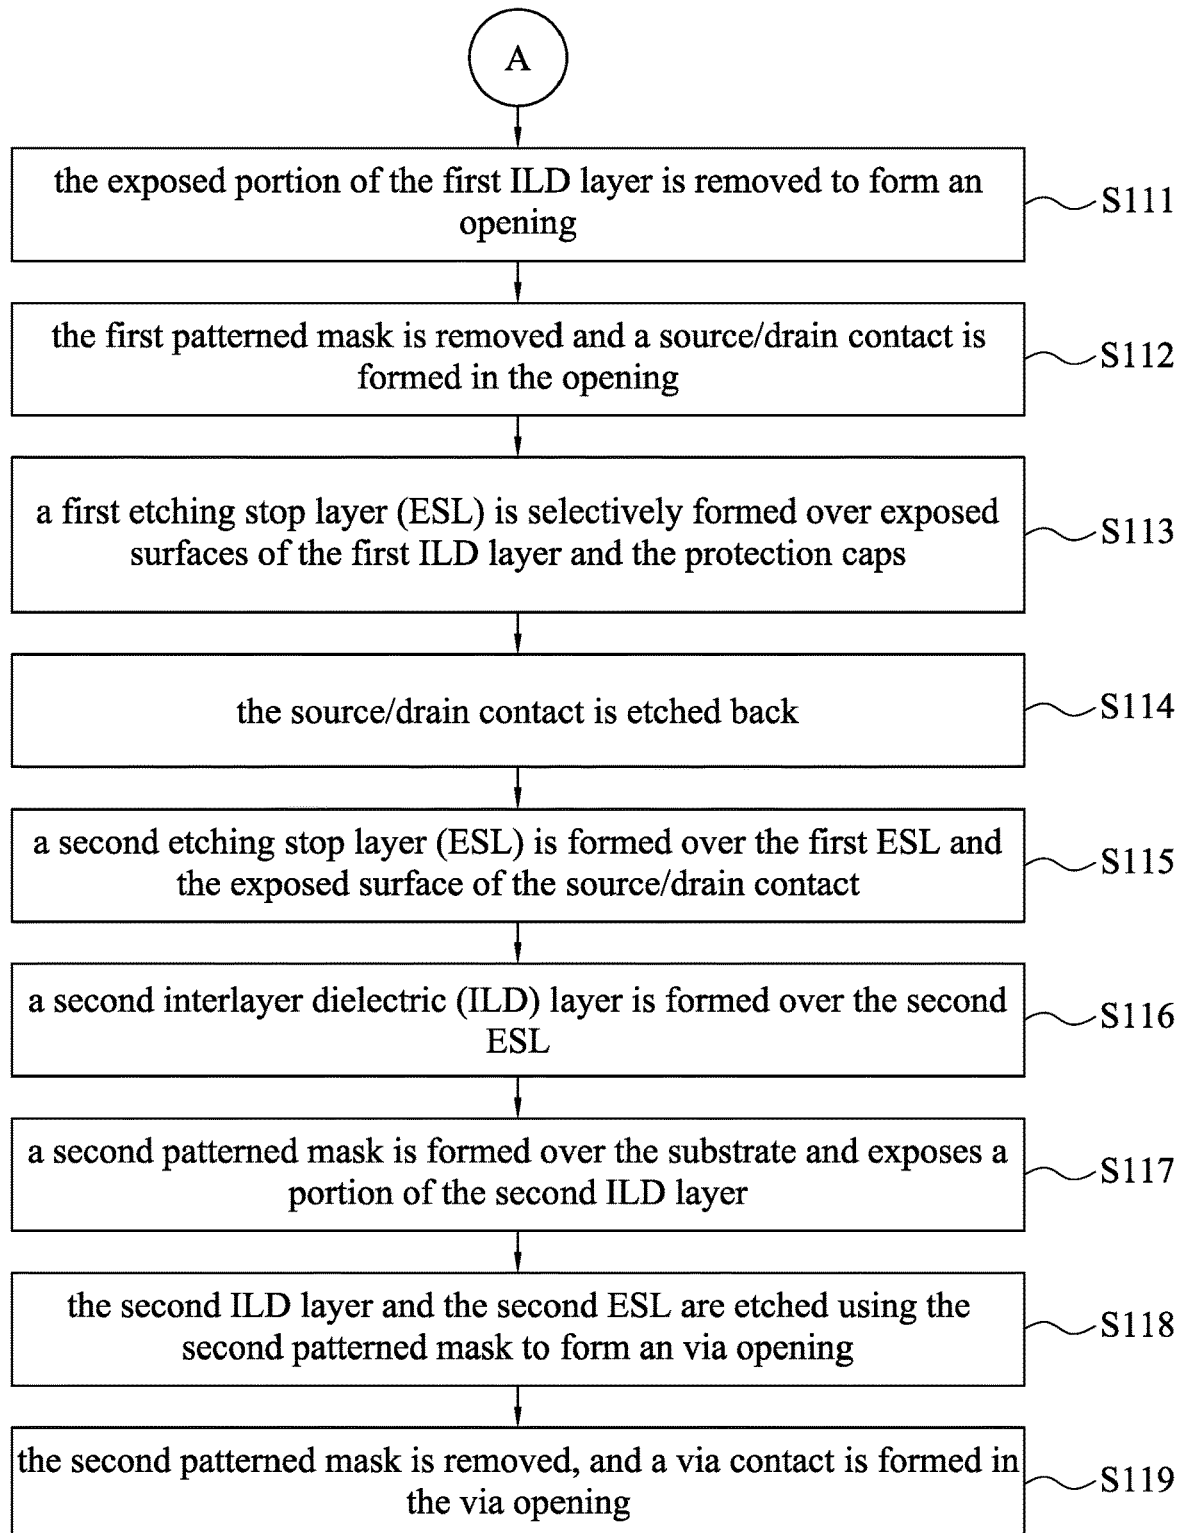 A
the exposed portion of the first ILD layer is removed to form an
opening
S111
the first patterned mask is removed and a source/drain contact is
formed in the opening
S112
a first etching stop layer (ESL) is selectively formed over exposed
surfaces of the first ILD layer and the protection caps
S113
the source/drain contact is etched back
S114
a second etching stop layer (ESL) is formed over the first ESL and
the exposed surface of the source/drain contact
S115
a second interlayer dielectric (ILD) layer is formed over the second
ESL
S116
a second patterned mask is formed over the substrate and exposes a
portion of the second ILD layer
S117
the second ILD layer and the second ESL are etched using the
second patterned mask to form an via opening
S118
the second patterned mask is removed, and a via contact is formed in
the via opening
S119